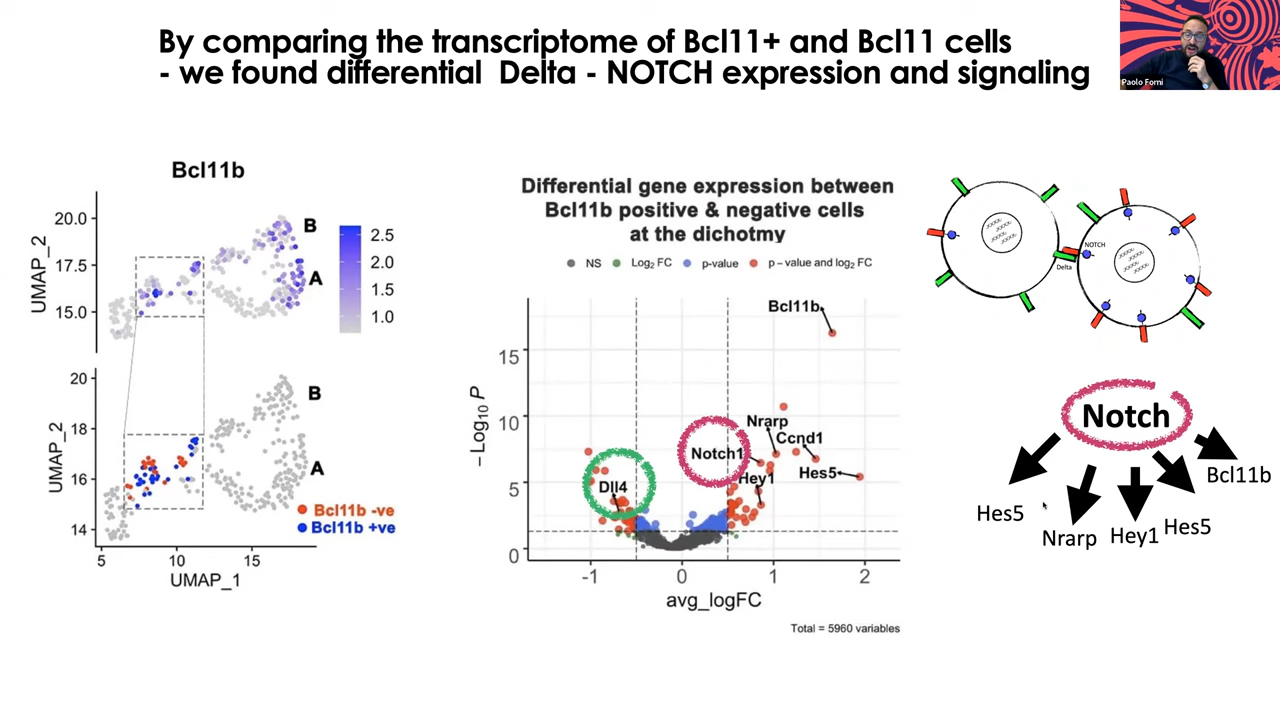 By comparing the transcriptome of Bcl11+ and Bcl11 cells
- we found differential Delta - NOTCH expression and signaling
Paolo Forni
Bcl11b
UMAP_2
20.0
17.5
15.0
B
A
2.5
2.0
1.5
1.0
UMAP_2
20
18
16
14
B
A
Bcl11b -ve
Bcl11b +ve
5
10
15
UMAP_1
Differential gene expression between
Bcl11b positive & negative cells
at the dichotmy
NS
Log2 FC
p-value
p – value and log2 FC
−Log10 P
15
10
5
0
Bcl11b
Nrarp
Ccnd1
Notch1
Hes5
Hey1
Dll4
-1
0
1
2
avg_logFC
Total = 5960 variables
NOTCH
Delta
Notch
Bcl11b
Hes5
Nrarp
Hey1
Hes5